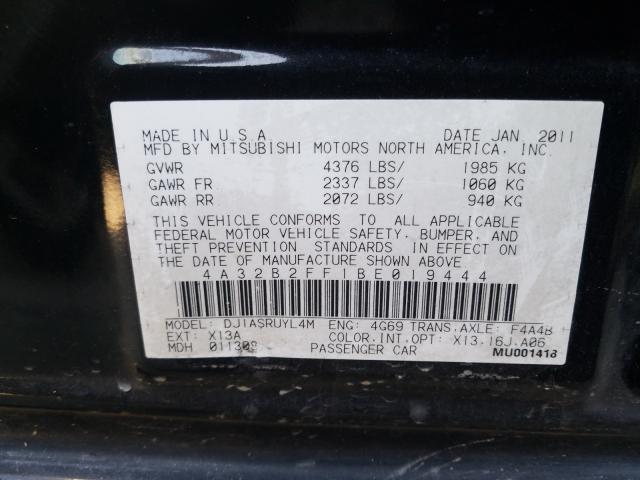 MADE IN U S A DATE JAN 2011
MFD BY MITSUBISHI MOTORS NORTH AMERICA, INC.
GVWR 4376 LBS/ 1985 KG
GAWR FR 2337 LBS/ 1060 KG
GAWR RR 2072 LBS/ 940 KG
THIS VEHICLE CONFORMS TO ALL APPLICABLE
FEDERAL MOTOR VEHICLE SAFETY, BUMPER, AND
THEFT PREVENTION STANDARDS IN EFFECT ON
THE DATE OF MANUFACTURE SHOWN ABOVE.
4A32B2FF1BE019444
MODEL: DJ1ASRUYL4M ENG: 4G69 TRANS.AXLE: F4A4B
EXT: X13A COLOR.INT.OPT: X13.16J.A06
MDH 011308 PASSENGER CAR MU001418